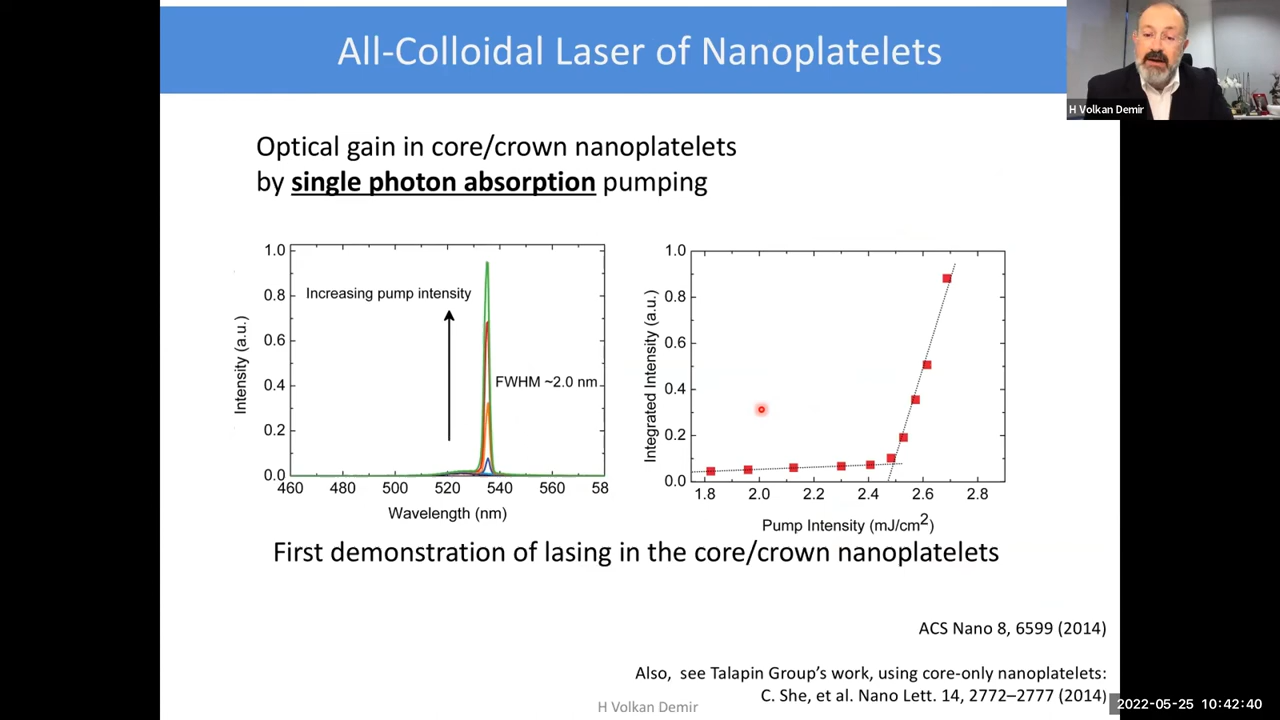 All-Colloidal Laser of Nanoplatelets
H Volkan Demir
Optical gain in core/crown nanoplatelets
by single photon absorption pumping
1.0
0.8
0.6
0.4
0.2
0.0
Intensity (a.u.)
Increasing pump intensity
FWHM ~2.0 nm
460 480 500 520 540 560 58
Wavelength (nm)
1.0
0.8
0.6
0.4
0.2
0.0
Integrated Intensity (a.u.)
1.8 2.0 2.2 2.4 2.6 2.8
Pump Intensity (mJ/cm²)
First demonstration of lasing in the core/crown nanoplatelets
ACS Nano 8, 6599 (2014)
Also, see Talapin Group's work, using core-only nanoplatelets:
C. She, et al. Nano Lett. 14, 2772–2777 (2014)
H Volkan Demir
2022-05-25 10:42:40